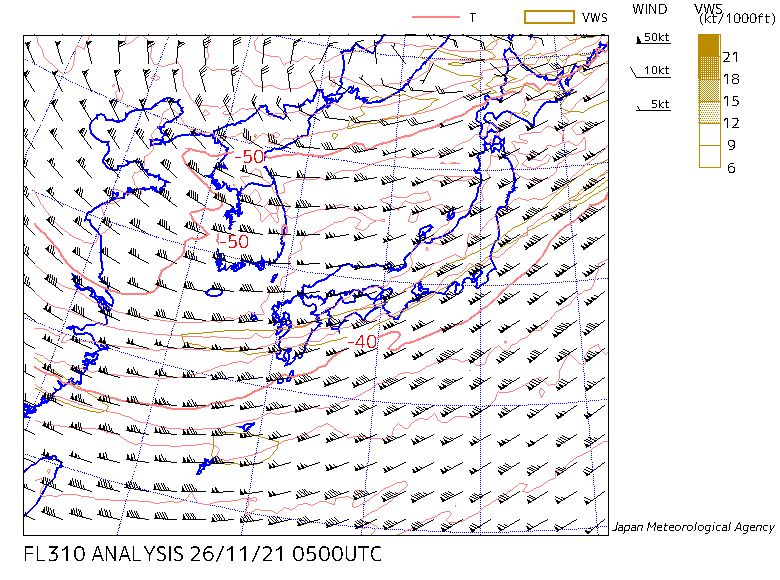 T VWS
WIND
50kt
10kt
5kt
VWS
(kt/1000ft)
21
18
15
12
9
6
-50
-50
-40
Japan Meteorological Agency
FL310 ANALYSIS 26/11/21 0500UTC